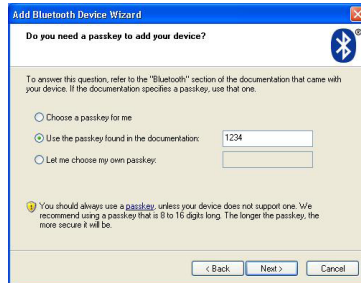 Add Bluetooth Device Wizard
Do you need a passkey to add your device?
To answer this question, refer to the "Bluetooth" section of the documentation that came with
your device. If the documentation specifies a passkey, use that one.
Choose a passkey for me
Use the passkey found in the documentation: 1234
Let me choose my own passkey:
You should always use a passkey, unless your device does not support one. We
recommend using a passkey that is 8 to 16 digits long. The longer the passkey, the
more secure it will be.
< Back Next > Cancel